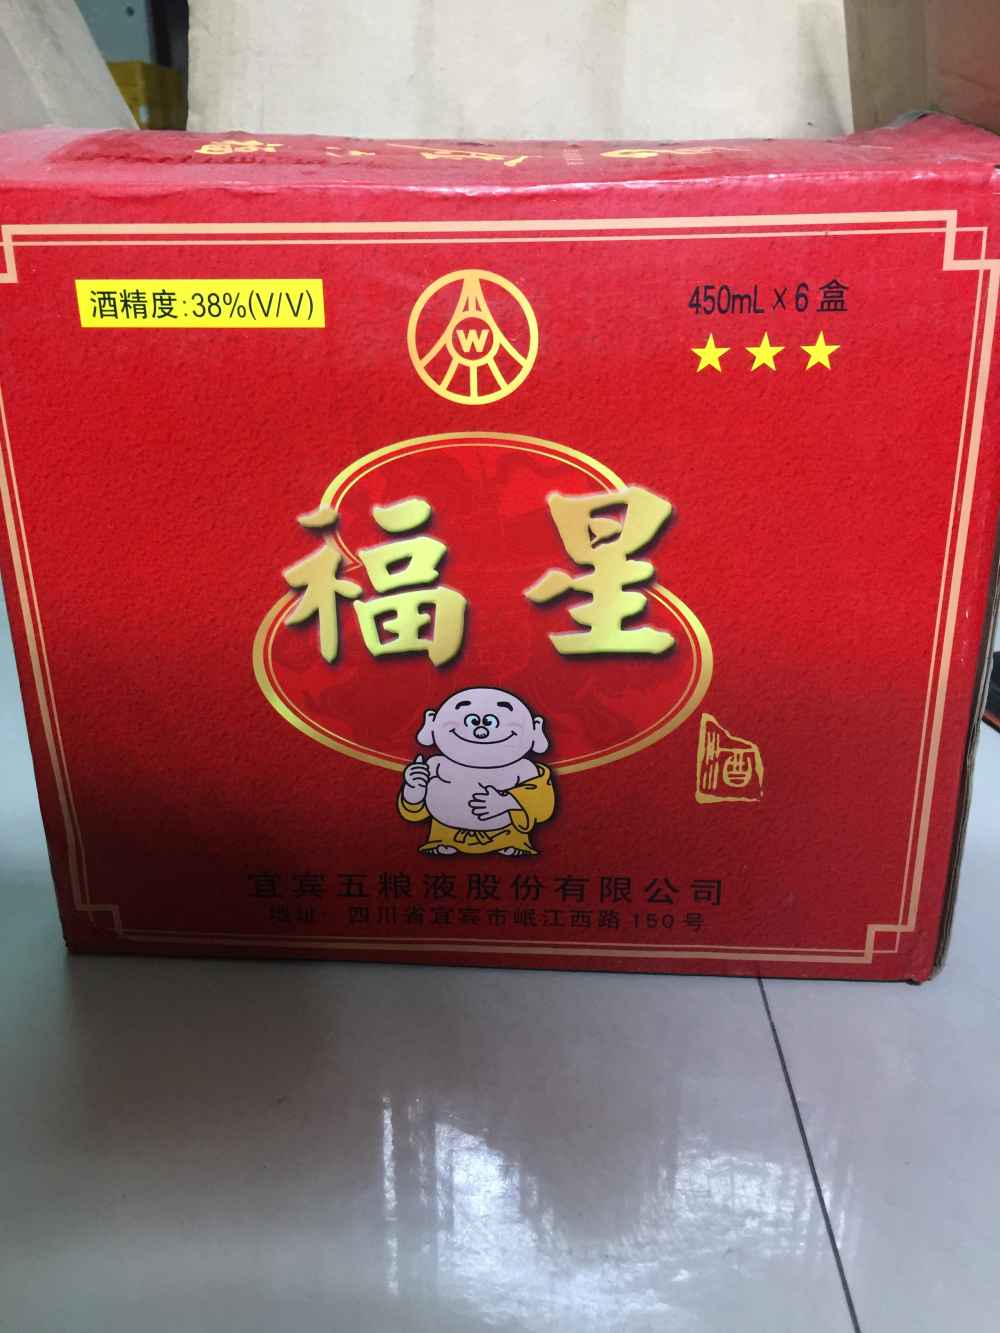 酒精度:38%(V/V)
W
450mL×6盒
福星
酒
宜宾五粮液股份有限公司
地址: 四川省宜宾市岷江西路150号